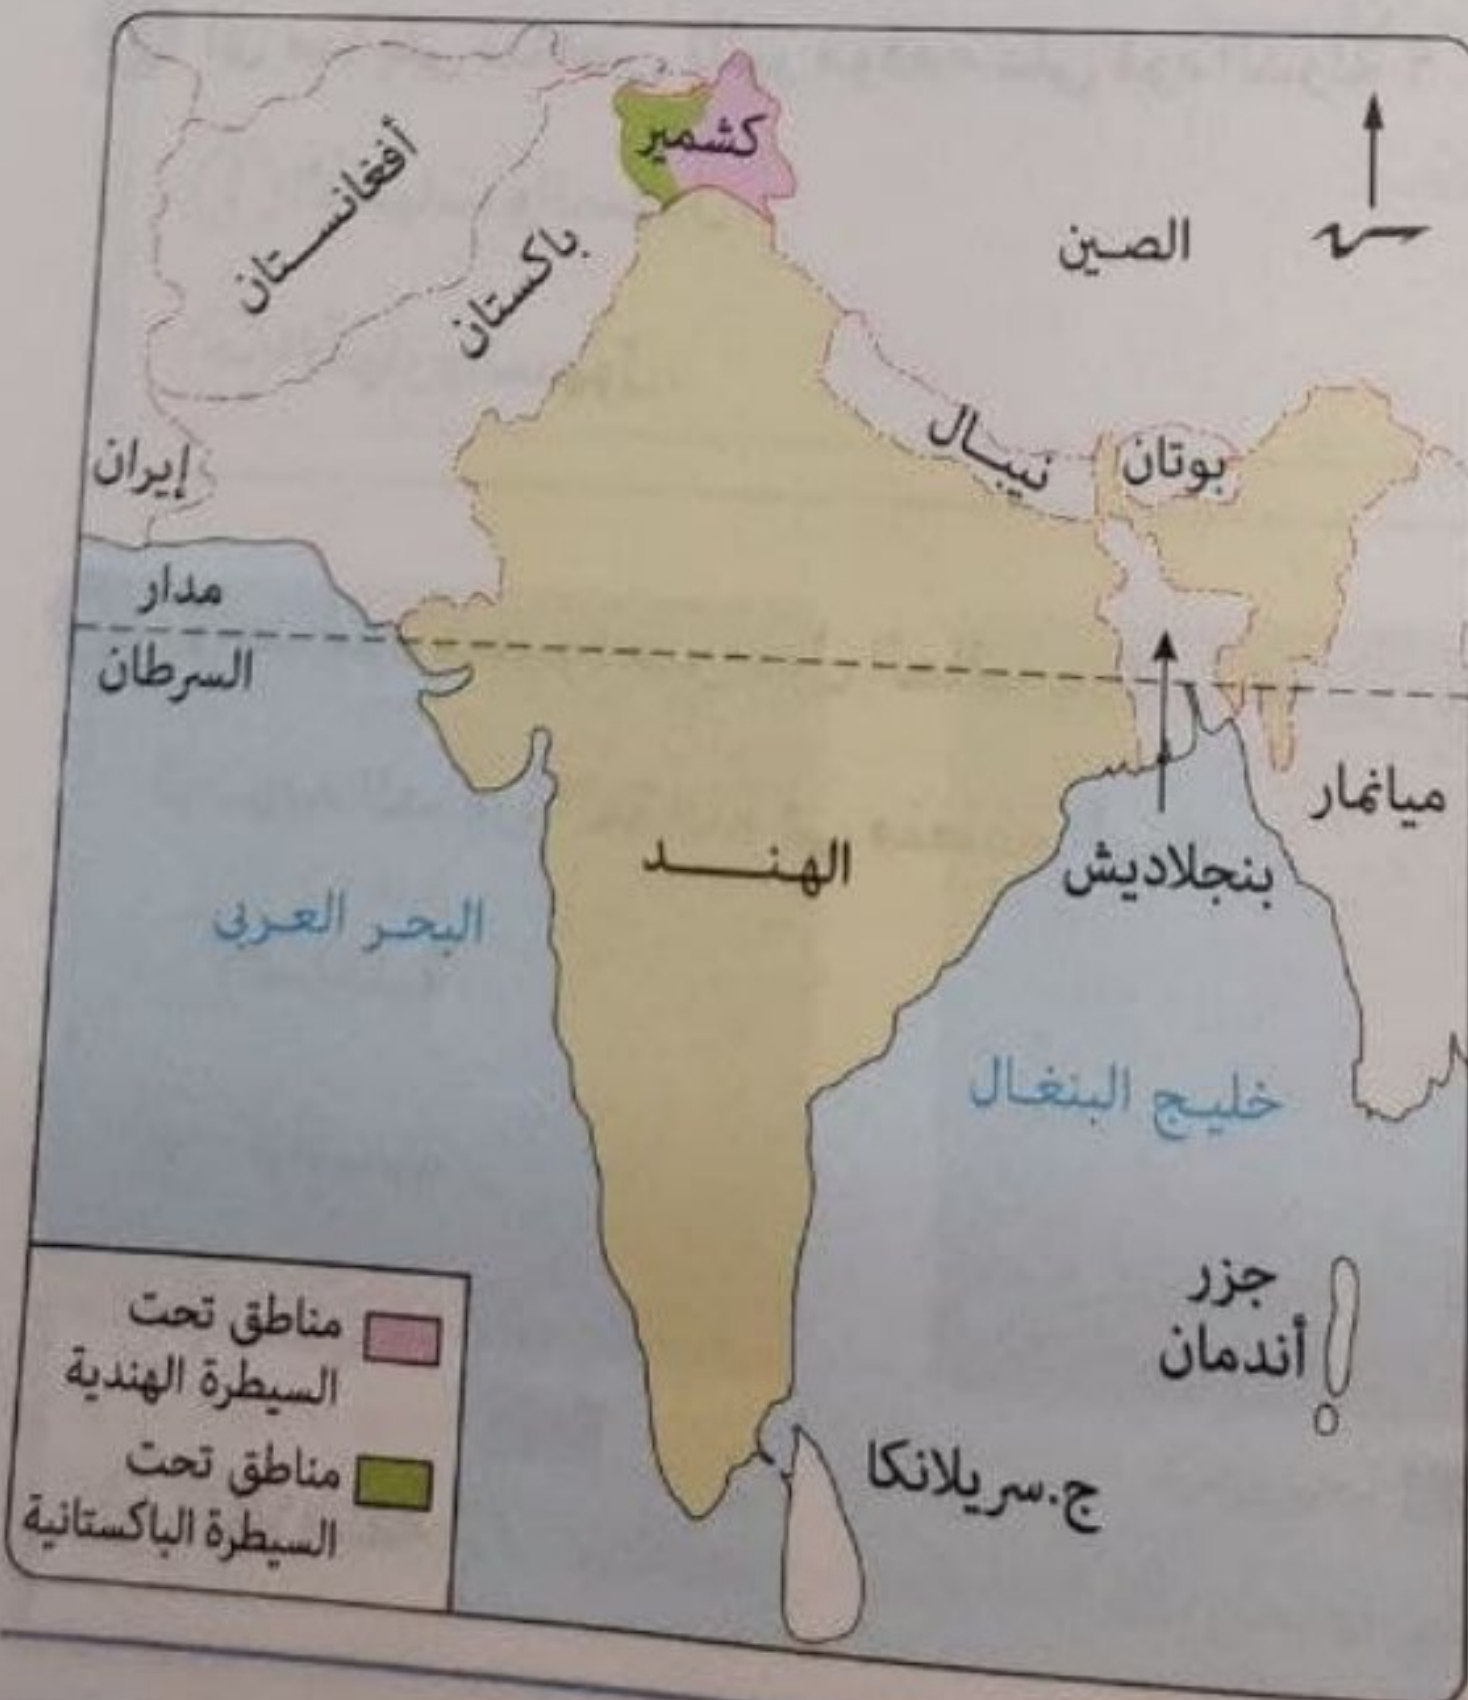 كشمير
أفغانستان
باكستان
الصين
نيبال
بوتان
إيران
مدار
السرطان
ميانمار
الهند
بنجلاديش
البحر العربى
خليج البنغال
جزر
أندمان
ج.سريلانكا
مناطق تحت
السيطرة الهندية
مناطق تحت
السيطرة الباكستانية